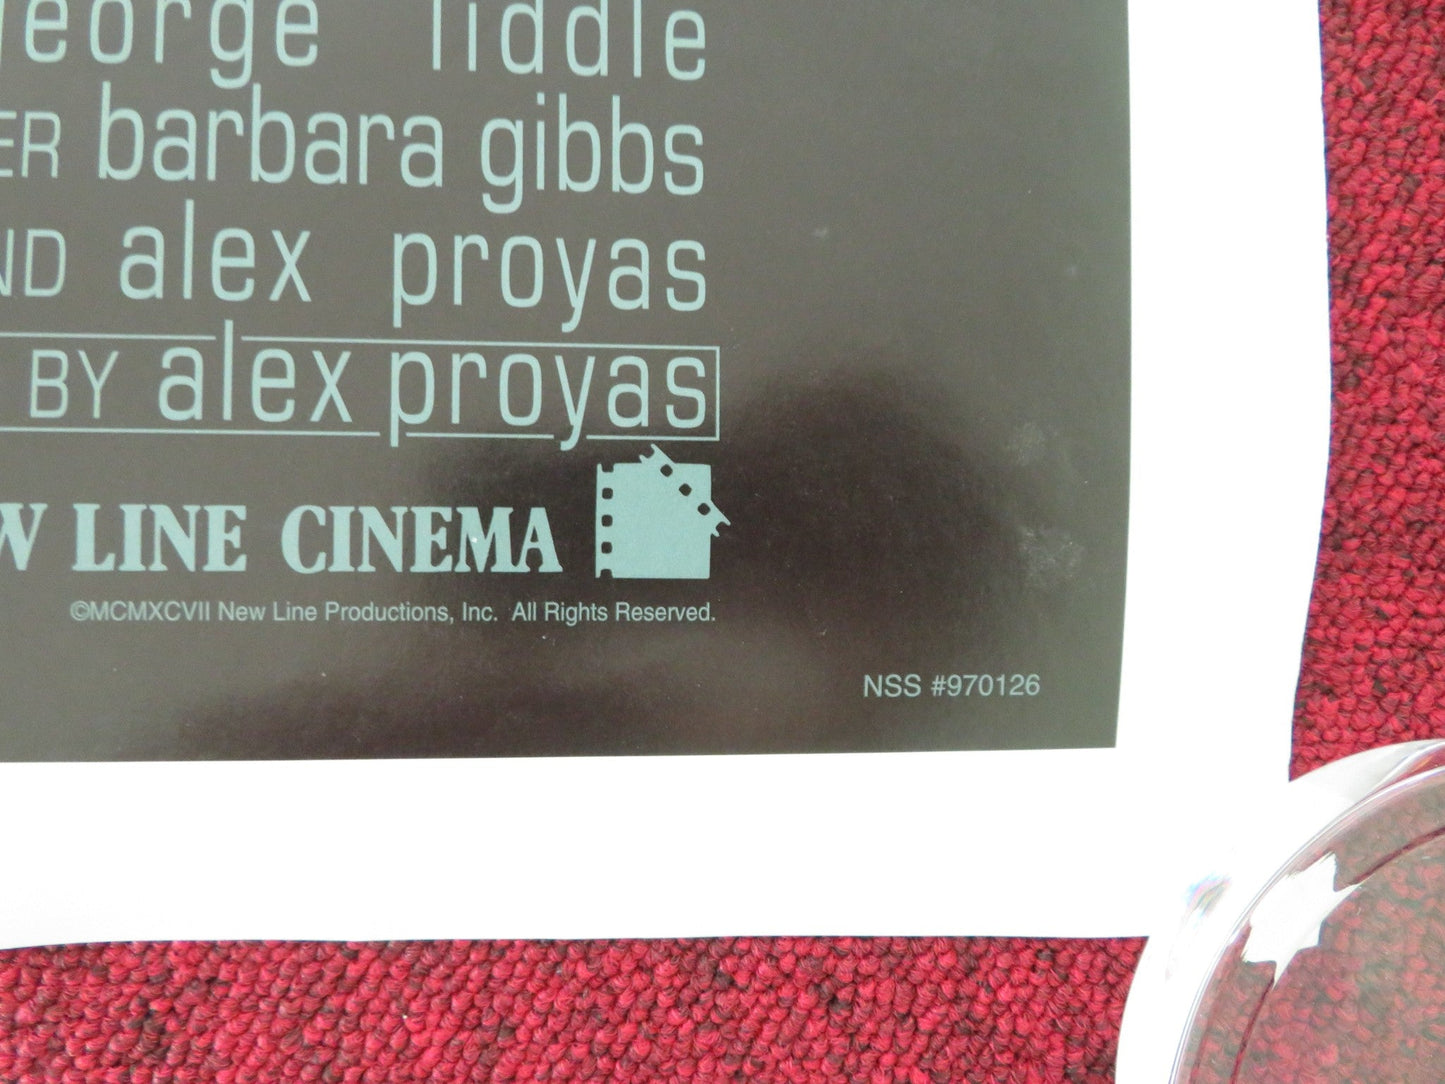 george liddle
ER barbara gibbs
ND alex proyas
BY alex proyas
W LINE CINEMA
©MCMXCVII New Line Productions, Inc. All Rights Reserved.
NSS #970126